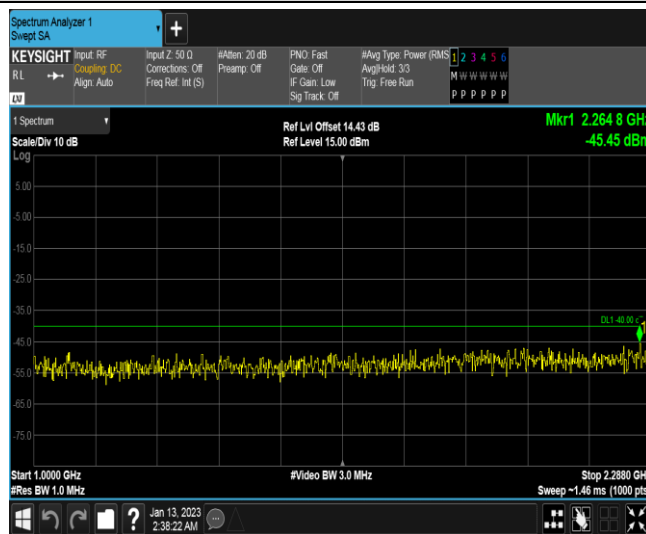 Spectrum Analyzer 1
Swept SA
KEYSIGHT
RL
LXI
Input: RF
Coupling: DC
Align: Auto
Input Z: 50 Ω
Corrections: Off
Freq Ref: Int (S)
#Atten: 20 dB
Preamp: Off
PNO: Fast
Gate: Off
IF Gain: Low
Sig Track: Off
#Avg Type: Power (RMS
Avg|Hold: 3/3
Trig: Free Run
1 2 3 4 5 6
M W W W W W
P P P P P P
1 Spectrum
Scale/Div 10 dB
Log
Ref Lvl Offset 14.43 dB
Ref Level 15.00 dBm
Mkr1 2.264 8 GHz
-45.45 dBm
5.00
-5.00
-15.0
-25.0
-35.0
DL1 -40.00
1
-45.0
-55.0
-65.0
-75.0
Start 1.0000 GHz
#Video BW 3.0 MHz
Stop 2.2880 GH
#Res BW 1.0 MHz
Sweep ~1.46 ms (1000 pts
?
Jan 13, 2023
2:38:22 AM